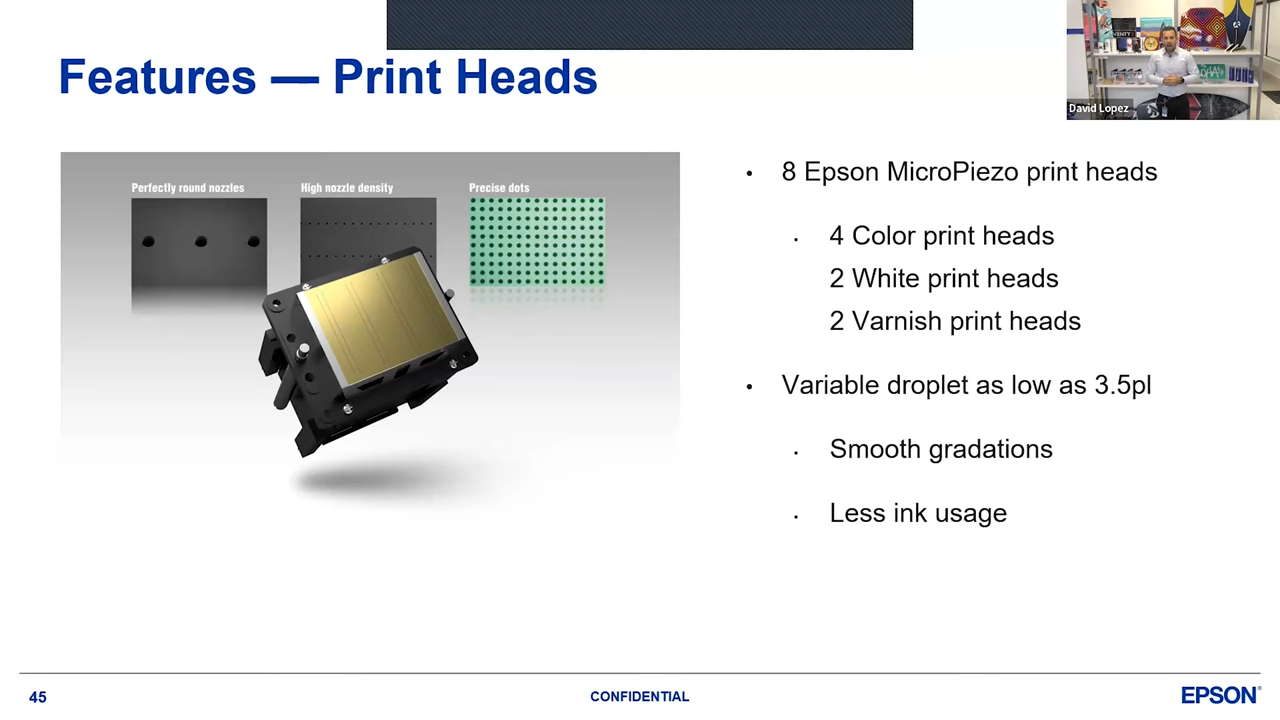 Features — Print Heads
David Lopez
Perfectly round nozzles
High nozzle density
Precise dots
• 8 Epson MicroPiezo print heads
• 4 Color print heads
2 White print heads
2 Varnish print heads
• Variable droplet as low as 3.5pl
• Smooth gradations
• Less ink usage
45
CONFIDENTIAL
EPSON®